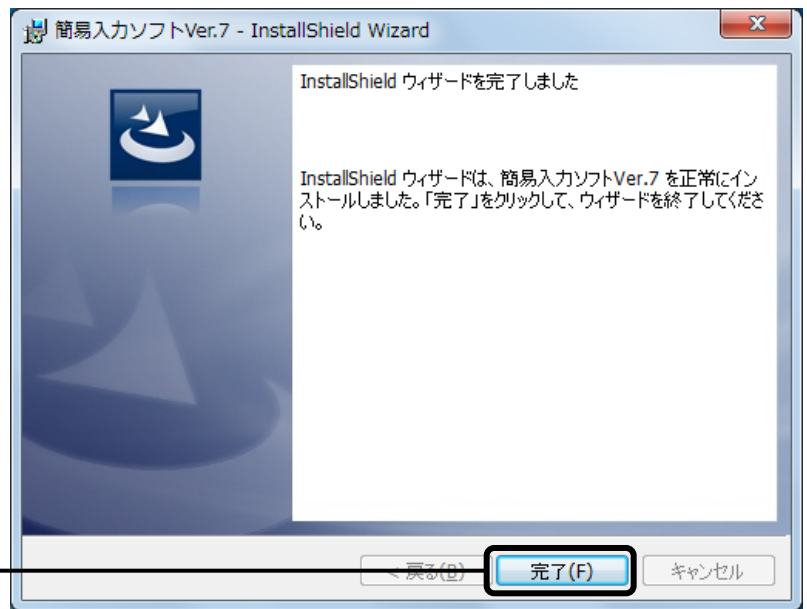 簡易入力ソフトVer.7 - InstallShield Wizard
InstallShield ウィザードを完了しました
InstallShield ウィザードは、簡易入力ソフトVer.7 を正常にイン
ストールしました。「完了」をクリックして、ウィザードを終了してくださ
い。
< 戻る(B)
完了(F)
キャンセル